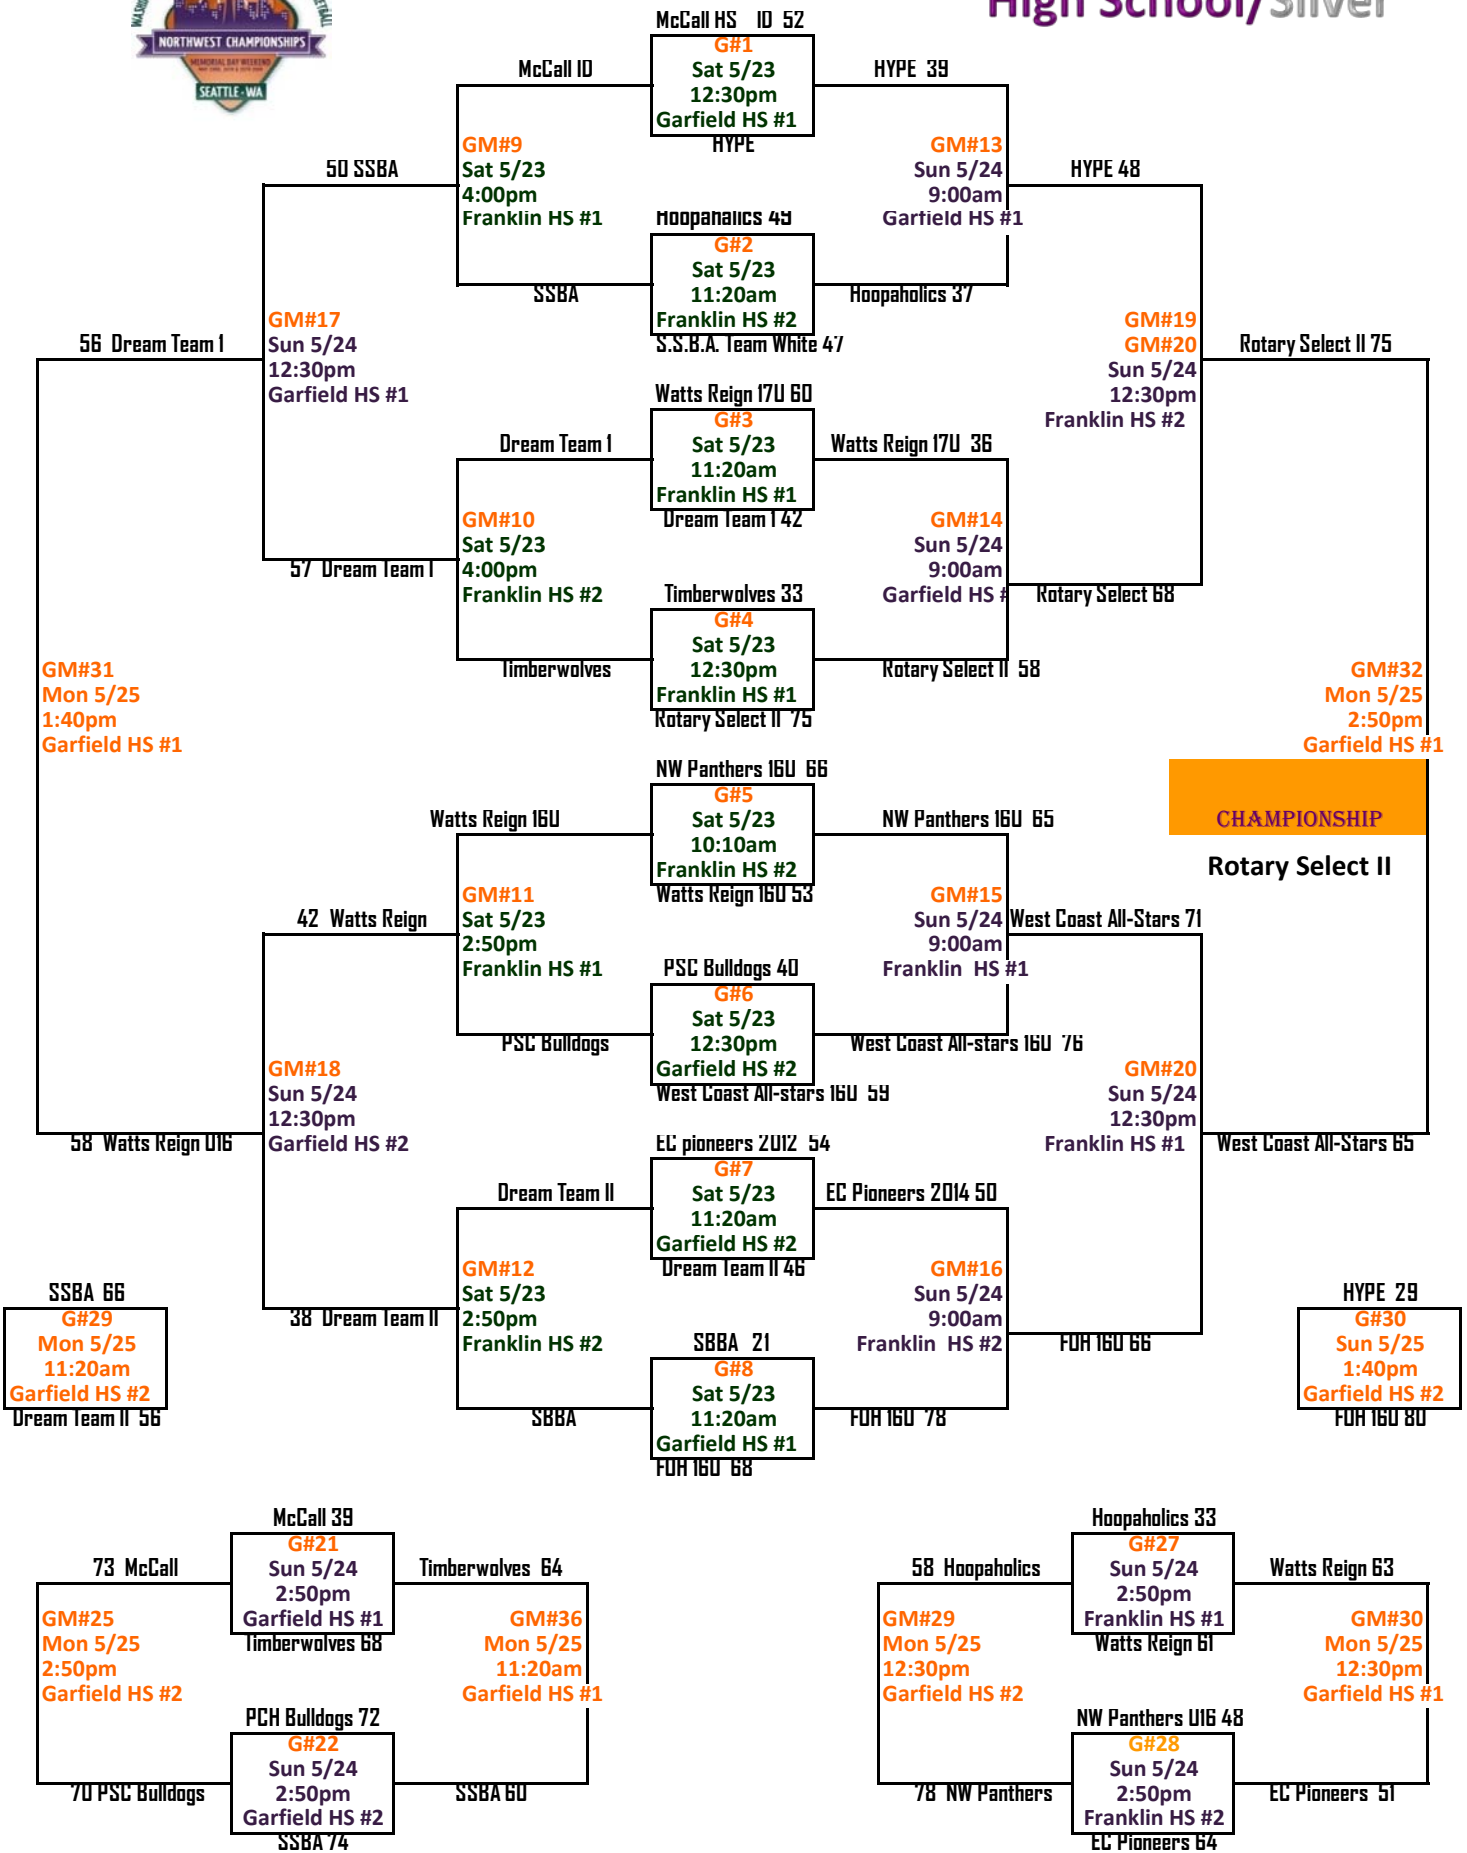 High School/Silver
NORTHWEST CHAMPIONSHIPS
MEMORIAL DAY WEEKEND
SEATTLE - WA
McCall HS ID 52
G#1
Sat 5/23
12:30pm
Garfield HS #1
HYPE
McCall ID
HYPE 39
GM#9
Sat 5/23
4:00pm
Franklin HS #1
GM#13
Sun 5/24
9:00am
Garfield HS #1
50 SSBA
HYPE 48
Hoopaholics 49
G#2
Sat 5/23
11:20am
Franklin HS #2
S.S.B.A. Team White 47
SSBA
Hoopaholics 37
GM#17
Sun 5/24
12:30pm
Garfield HS #1
GM#19
GM#20
Sun 5/24
12:30pm
Franklin HS #2
56 Dream Team 1
Rotary Select II 75
Watts Reign 17U 60
G#3
Sat 5/23
11:20am
Franklin HS #1
Dream Team 1 42
Dream Team 1
Watts Reign 17U 36
GM#10
Sat 5/23
4:00pm
Franklin HS #2
GM#14
Sun 5/24
9:00am
Garfield HS #
57 Dream Team I
Rotary Select 68
Timberwolves 33
G#4
Sat 5/23
12:30pm
Franklin HS #1
Rotary Select II 75
Timberwolves
Rotary Select II 58
GM#31
Mon 5/25
1:40pm
Garfield HS #1
GM#32
Mon 5/25
2:50pm
Garfield HS #1
CHAMPIONSHIP
Rotary Select II
NW Panthers 16U 66
G#5
Sat 5/23
10:10am
Franklin HS #2
Watts Reign 16U 53
Watts Reign 16U
NW Panthers 16U 65
GM#11
Sat 5/23
2:50pm
Franklin HS #1
GM#15
Sun 5/24
9:00am
Franklin HS #1
42 Watts Reign
West Coast All-Stars 71
PSC Bulldogs 40
G#6
Sat 5/23
12:30pm
Garfield HS #2
West Coast All-stars 16U 59
PSC Bulldogs
West Coast All-stars 16U 76
GM#18
Sun 5/24
12:30pm
Garfield HS #2
GM#20
Sun 5/24
12:30pm
Franklin HS #1
58 Watts Reign U16
West Coast All-Stars 65
EC pioneers 2012 54
G#7
Sat 5/23
11:20am
Garfield HS #2
Dream Team II 46
Dream Team II
EC Pioneers 2014 50
GM#12
Sat 5/23
2:50pm
Franklin HS #2
GM#16
Sun 5/24
9:00am
Franklin HS #2
38 Dream Team II
FOH 16U 66
SBBA 21
G#8
Sat 5/23
11:20am
Garfield HS #1
FOH 16U 68
SBBA
FOH 16U 78
SSBA 66
G#29
Mon 5/25
11:20am
Garfield HS #2
Dream Team II 56
HYPE 29
G#30
Sun 5/25
1:40pm
Garfield HS #2
FOH 16U 80
McCall 39
G#21
Sun 5/24
2:50pm
Garfield HS #1
Timberwolves 68
73 McCall
Timberwolves 64
GM#25
Mon 5/25
2:50pm
Garfield HS #2
GM#36
Mon 5/25
11:20am
Garfield HS #1
PCH Bulldogs 72
G#22
Sun 5/24
2:50pm
Garfield HS #2
SSBA 74
70 PSC Bulldogs
SSBA 60
Hoopaholics 33
G#27
Sun 5/24
2:50pm
Franklin HS #1
Watts Reign 61
58 Hoopaholics
Watts Reign 63
GM#29
Mon 5/25
12:30pm
Garfield HS #2
GM#30
Mon 5/25
12:30pm
Garfield HS #1
NW Panthers U16 48
G#28
Sun 5/24
2:50pm
Franklin HS #2
EC Pioneers 64
78 NW Panthers
EC Pioneers 51